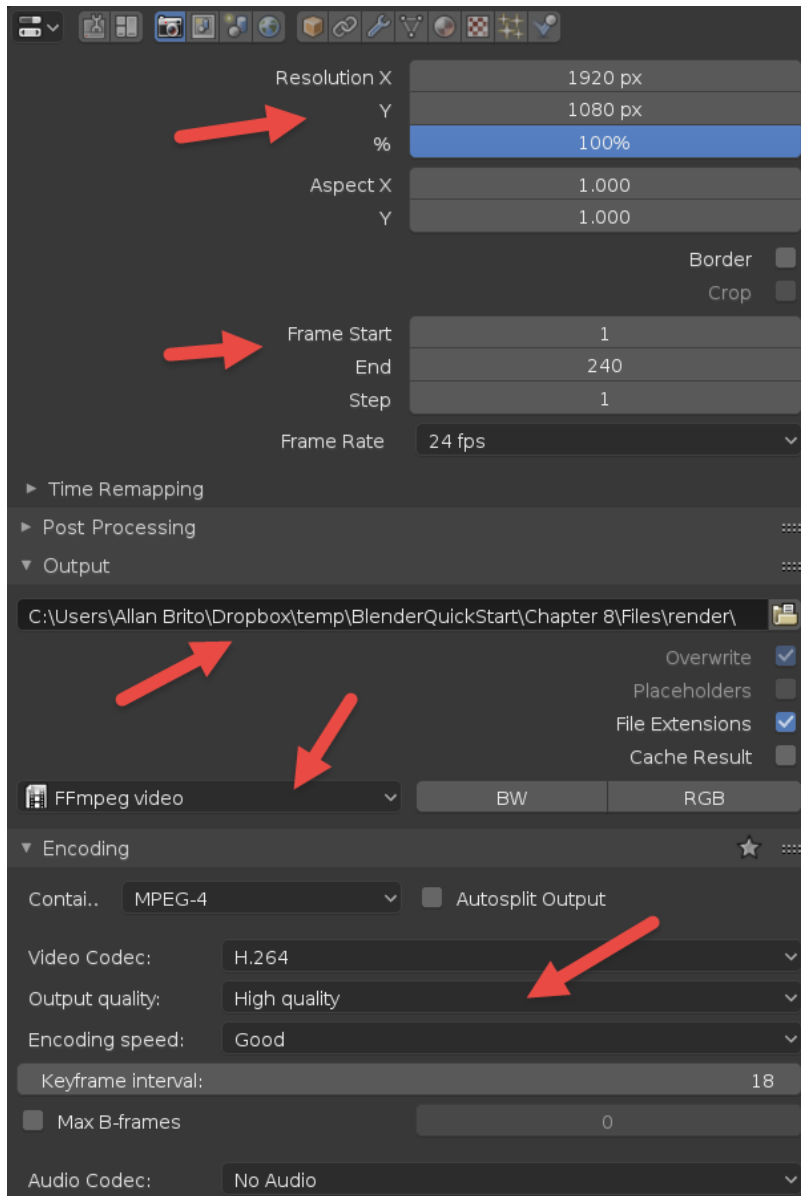 Resolution X 1920 px
Y 1080 px
% 100%
Aspect X 1.000
Y 1.000
Border
Crop
Frame Start 1
End 240
Step 1
Frame Rate 24 fps
Time Remapping
Post Processing
Output
C:\Users\Allan Brito\Dropbox\temp\BlenderQuickStart\Chapter 8\Files\render\
Overwrite
Placeholders
File Extensions
Cache Result
FFmpeg video BW RGB
Encoding
Contai.. MPEG-4 Autosplit Output
Video Codec: H.264
Output quality: High quality
Encoding speed: Good
Keyframe interval: 18
Max B-frames 0
Audio Codec: No Audio